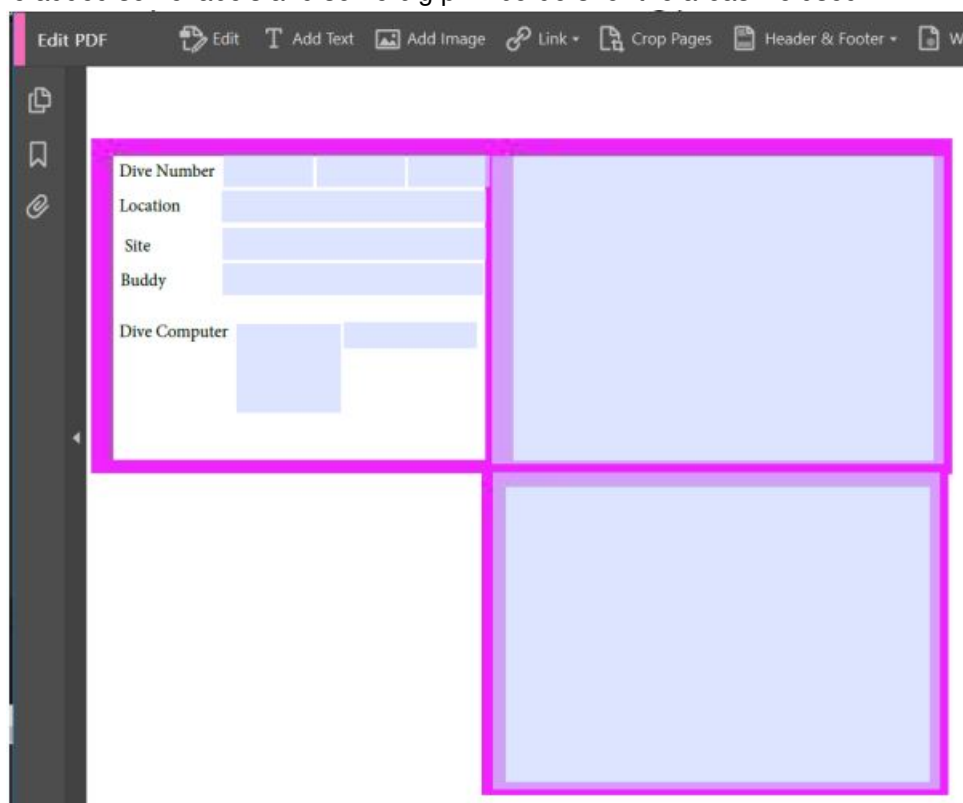 Edit PDF Edit Add Text Add Image Link Crop Pages Header & Footer W
Dive Number
Location
Site
Buddy
Dive Computer